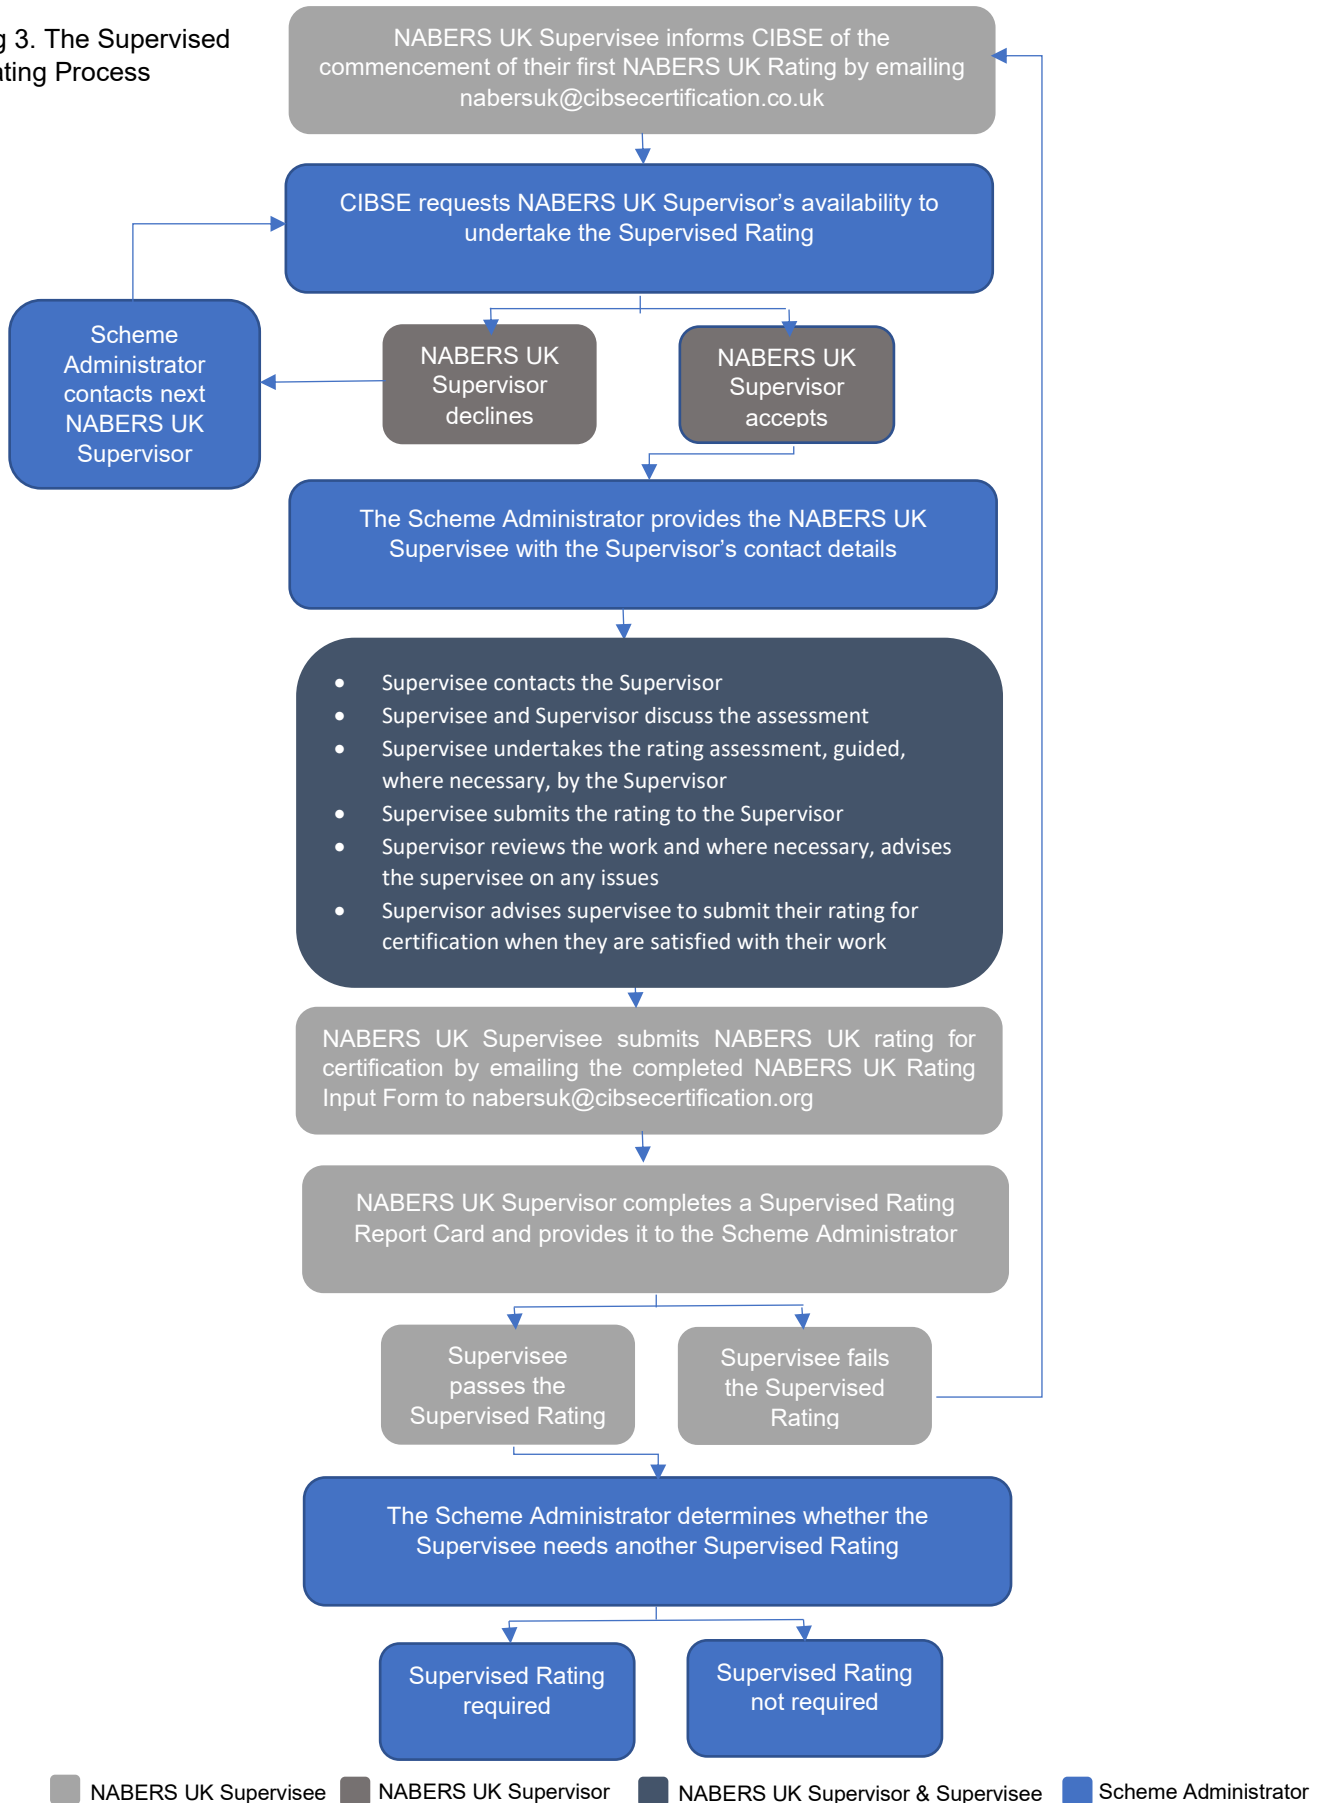 g 3. The Supervised
ating Process
NABERS UK Supervisee informs CIBSE of the
commencement of their first NABERS UK Rating by emailing
nabersuk@cibsecertification.co.uk
CIBSE requests NABERS UK Supervisor’s availability to
undertake the Supervised Rating
Scheme
Administrator
contacts next
NABERS UK
Supervisor
NABERS UK
Supervisor
declines
NABERS UK
Supervisor
accepts
The Scheme Administrator provides the NABERS UK
Supervisee with the Supervisor’s contact details
• Supervisee contacts the Supervisor
• Supervisee and Supervisor discuss the assessment
• Supervisee undertakes the rating assessment, guided,
where necessary, by the Supervisor
• Supervisee submits the rating to the Supervisor
• Supervisor reviews the work and where necessary, advises
the supervisee on any issues
• Supervisor advises supervisee to submit their rating for
certification when they are satisfied with their work
NABERS UK Supervisee submits NABERS UK rating for
certification by emailing the completed NABERS UK Rating
Input Form to nabersuk@cibsecertification.org
NABERS UK Supervisor completes a Supervised Rating
Report Card and provides it to the Scheme Administrator
Supervisee
passes the
Supervised Rating
Supervisee fails
the Supervised
Rating
The Scheme Administrator determines whether the
Supervisee needs another Supervised Rating
Supervised Rating
required
Supervised Rating
not required
NABERS UK Supervisee
NABERS UK Supervisor
NABERS UK Supervisor & Supervisee
Scheme Administrator